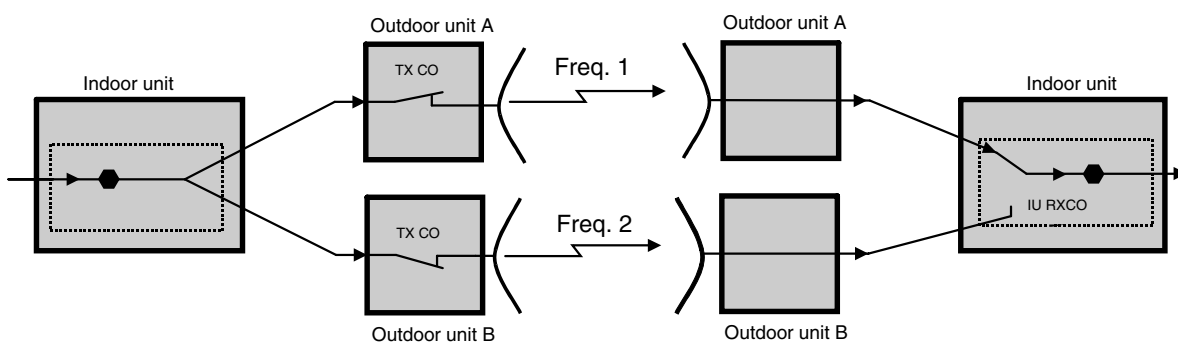 Outdoor unit A
Outdoor unit A
Indoor unit
TX CO
Freq. 1
Indoor unit
TX CO
Freq. 2
IU RXCO
Outdoor unit B
Outdoor unit B